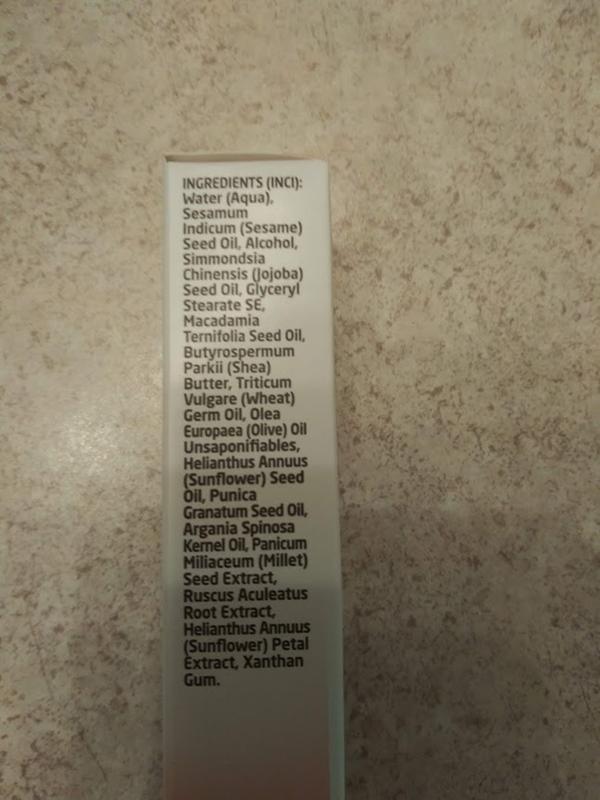 INGREDIENTS (INCI):
Water (Aqua),
Sesamum
Indicum (Sesame)
Seed Oil, Alcohol,
Simmondsia
Chinensis (Jojoba)
Seed Oil, Glyceryl
Stearate SE,
Macadamia
Ternifolia Seed Oil,
Butyrospermum
Parkii (Shea)
Butter, Triticum
Vulgare (Wheat)
Germ Oil, Olea
Europaea (Olive) Oil
Unsaponifiables,
Helianthus Annuus
(Sunflower) Seed
Oil, Punica
Granatum Seed Oil,
Argania Spinosa
Kernel Oil, Panicum
Miliaceum (Millet)
Seed Extract,
Ruscus Aculeatus
Root Extract,
Helianthus Annuus
(Sunflower) Petal
Extract, Xanthan
Gum.